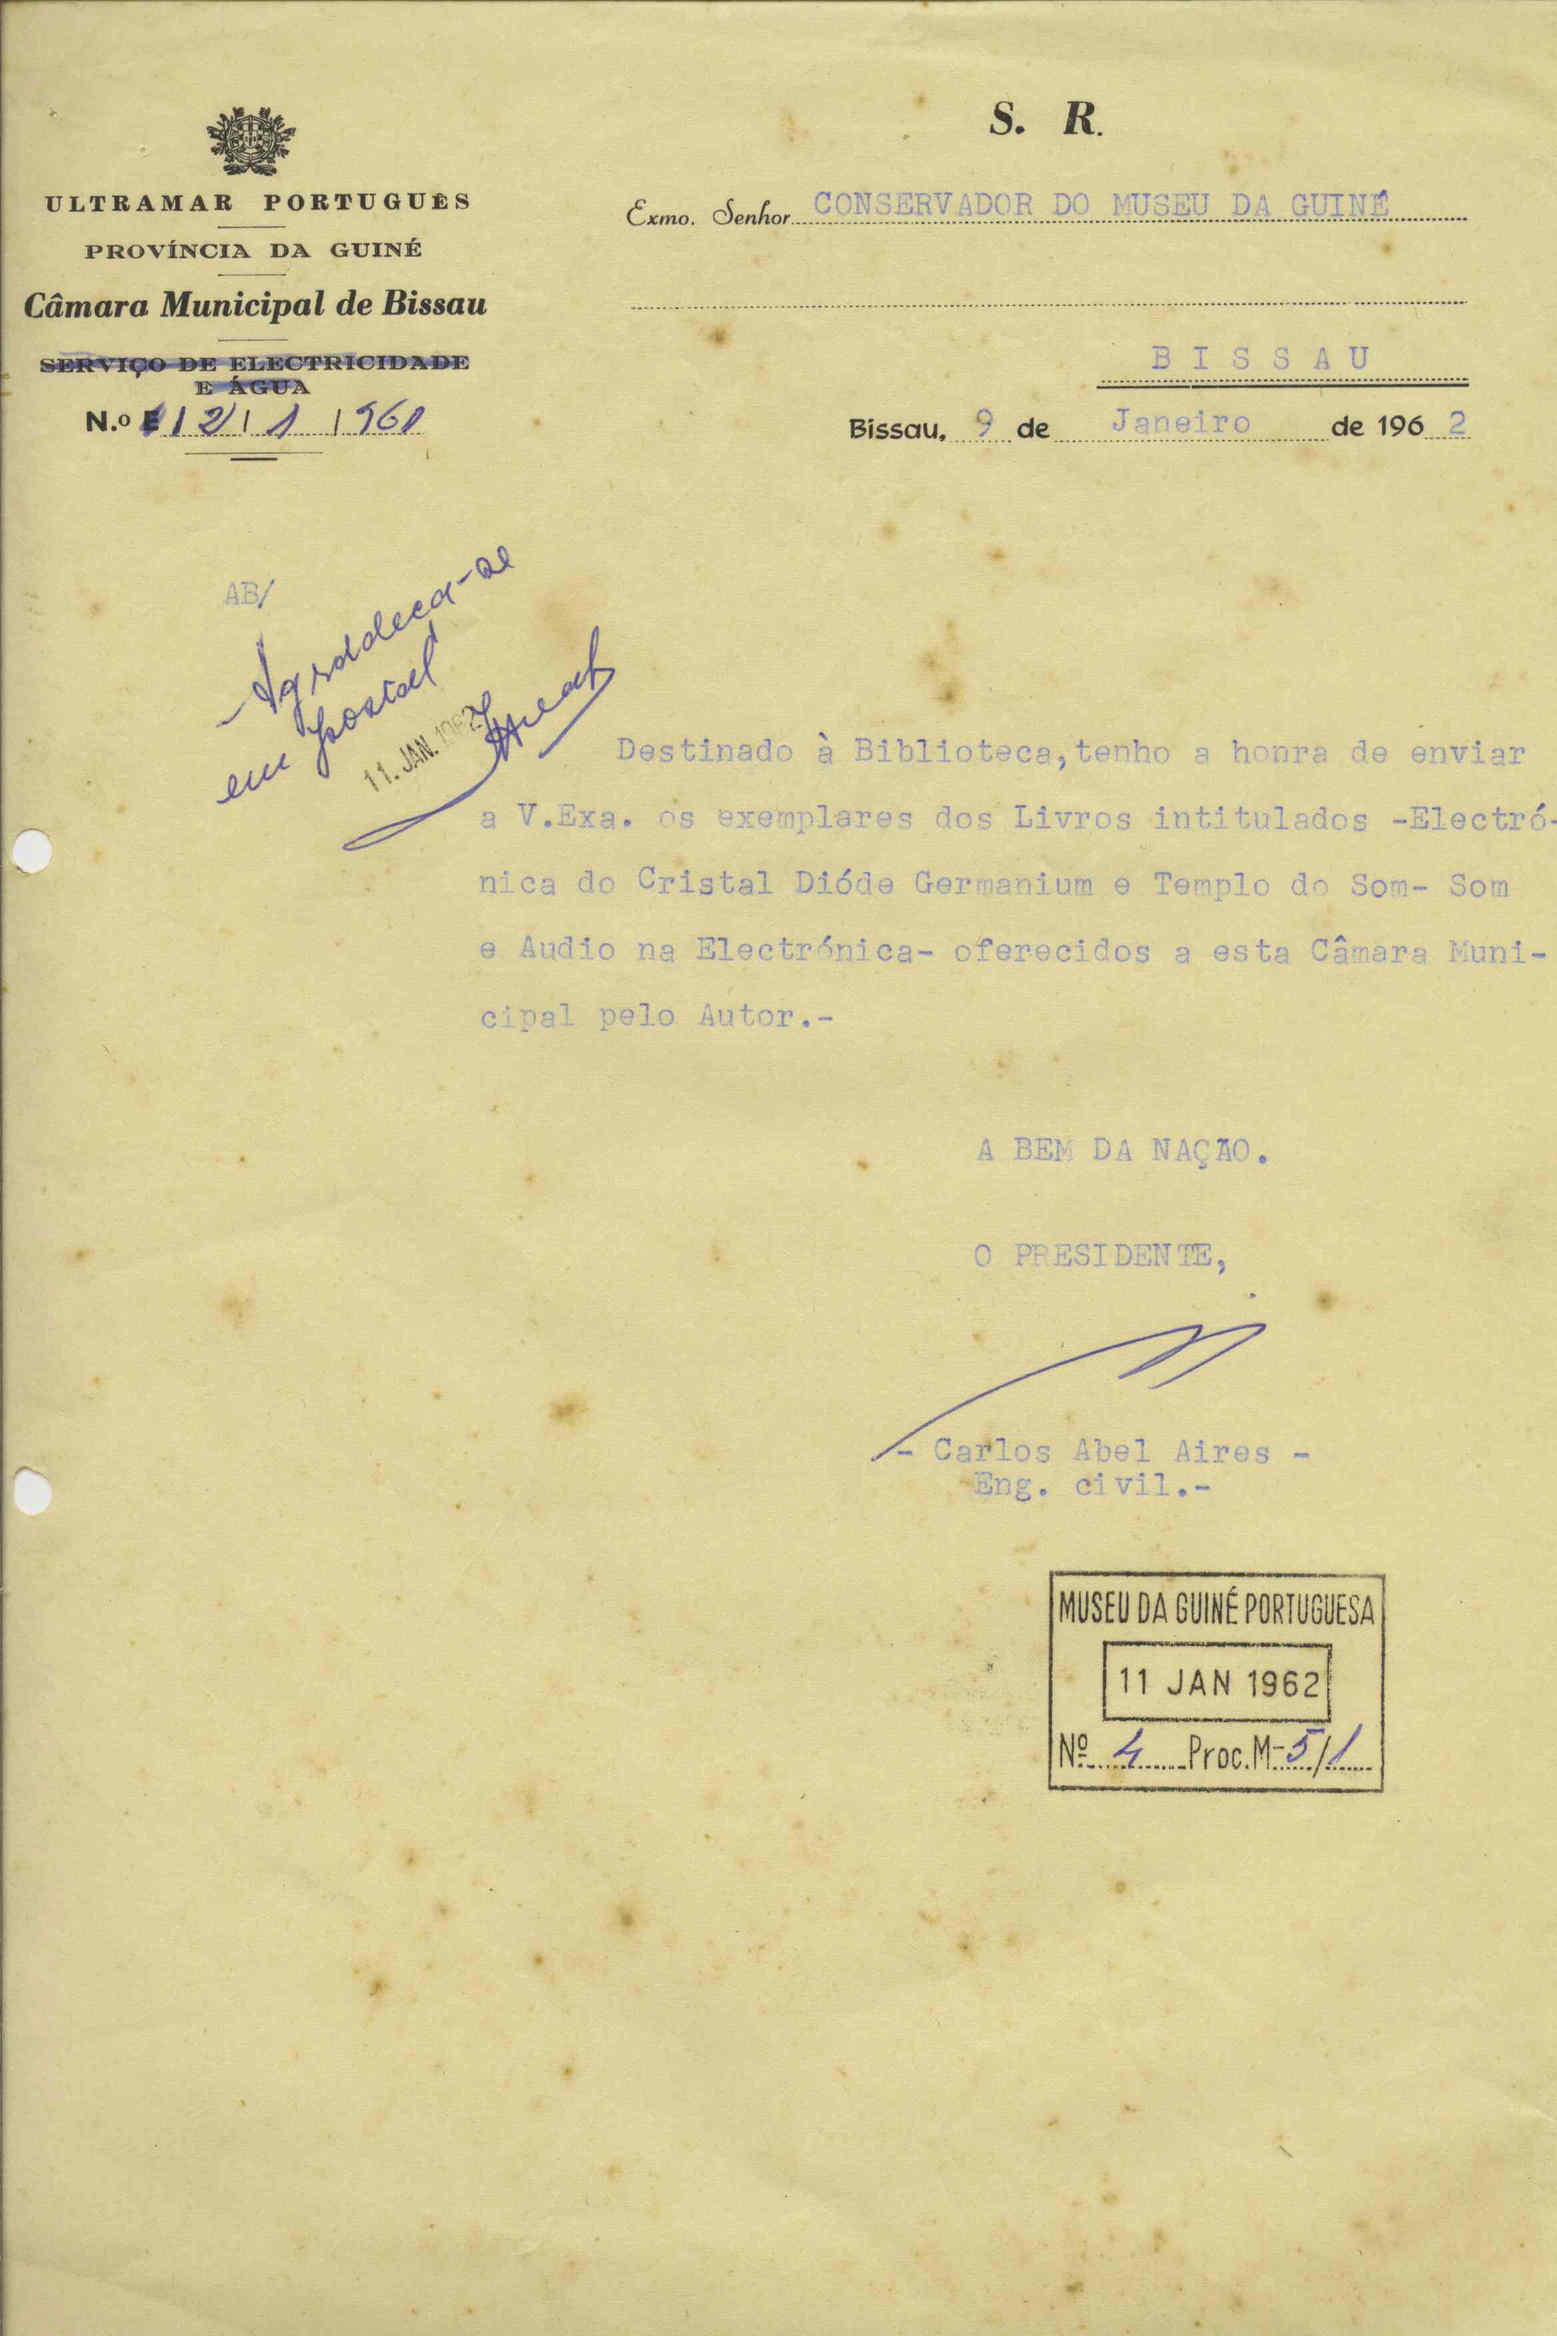 S. R.
ULTRAMAR PORTUGUÊS
PROVÍNCIA DA GUINÉ
Câmara Municipal de Bissau
SERVIÇO DE ELECTRICIDADE
E ÁGUA
N.º 12/1/1961
Exmo. Senhor CONSERVADOR DO MUSEU DA GUINÉ
BISSAU
Bissau, 9 de Janeiro de 1962
AB/
- Agradeça-se
em postal
11. JAN. 1962
Destinado à Biblioteca, tenho a honra de enviar
a V.Exa. os exemplares dos Livros intitulados -Electró-
nica do Cristal Dióde Germanium e Templo do Som- Som
e Audio na Electrónica- oferecidos a esta Câmara Muni-
cipal pelo Autor.-
A BEM DA NAÇÃO.
O PRESIDENTE,
- Carlos Abel Aires -
Eng. civil.-
MUSEU DA GUINÉ PORTUGUESA
11 JAN 1962
Nº 4 Proc. M-5/1